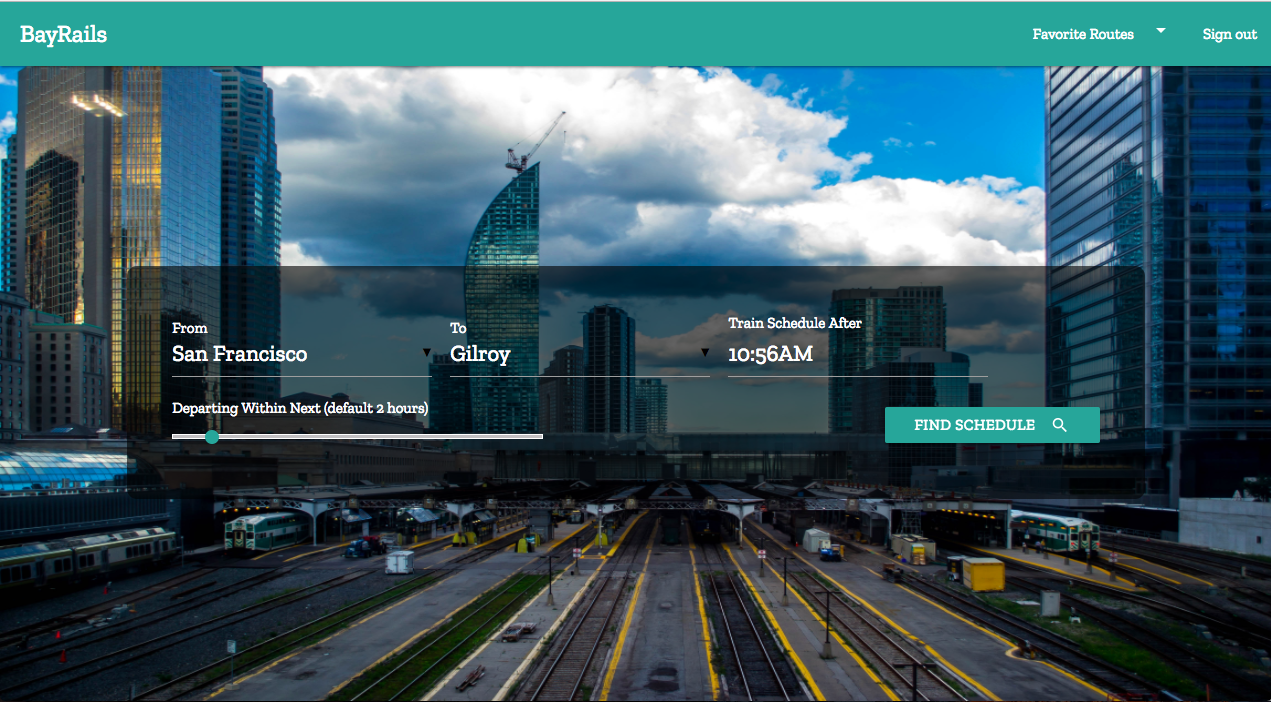 BayRails
Favorite Routes
Sign out
From
San Francisco
To
Gilroy
Train Schedule After
10:56AM
Departing Within Next (default 2 hours)
FIND SCHEDULE